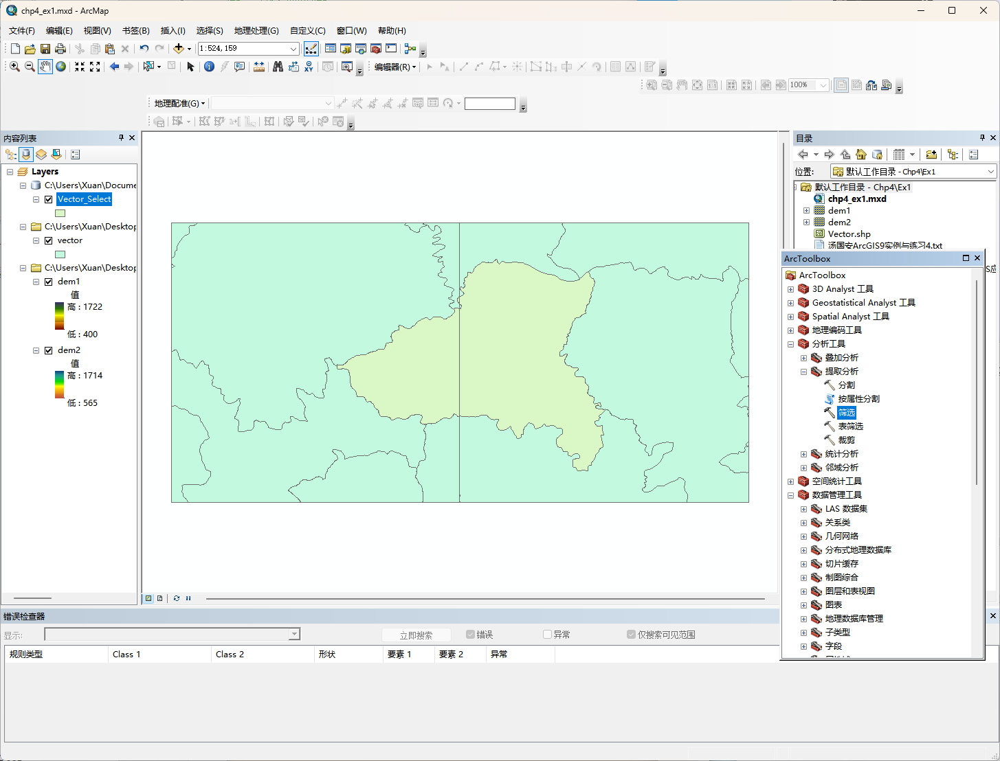 chp4_ex1.mxd - ArcMap
文件(F) 编辑(E) 视图(V) 书签(B) 插入(I) 选择(S) 地理处理(G) 自定义(C) 窗口(W) 帮助(H)
1:524,159
编辑器(R)
100%
地理配准(G)
内容列表
Layers
C:\Users\Xuan\Docume
Vector_Select
C:\Users\Xuan\Desktop
vector
C:\Users\Xuan\Desktop
dem1
值
高 : 1722
低 : 400
dem2
值
高 : 1714
低 : 565
目录
位置: 默认工作目录 - Chp4\Ex1
默认工作目录 - Chp4\Ex1
chp4_ex1.mxd
dem1
dem2
Vector.shp
汤国安ArcGIS9实例与练习4.txt
S应
ArcToolbox
ArcToolbox
3D Analyst 工具
Geostatistical Analyst 工具
Spatial Analyst 工具
地理编码工具
分析工具
叠加分析
提取分析
分割
按属性分割
筛选
表筛选
裁剪
统计分析
邻域分析
空间统计工具
数据管理工具
LAS 数据集
关系类
几何网络
分布式地理数据库
切片缓存
制图综合
图层和表视图
图表
地理数据库管理
子类型
字段
错误检查器
显示: 立即搜索 错误 异常 仅搜索可见范围
规则类型 Class 1 Class 2 形状 要素 1 要素 2 异常